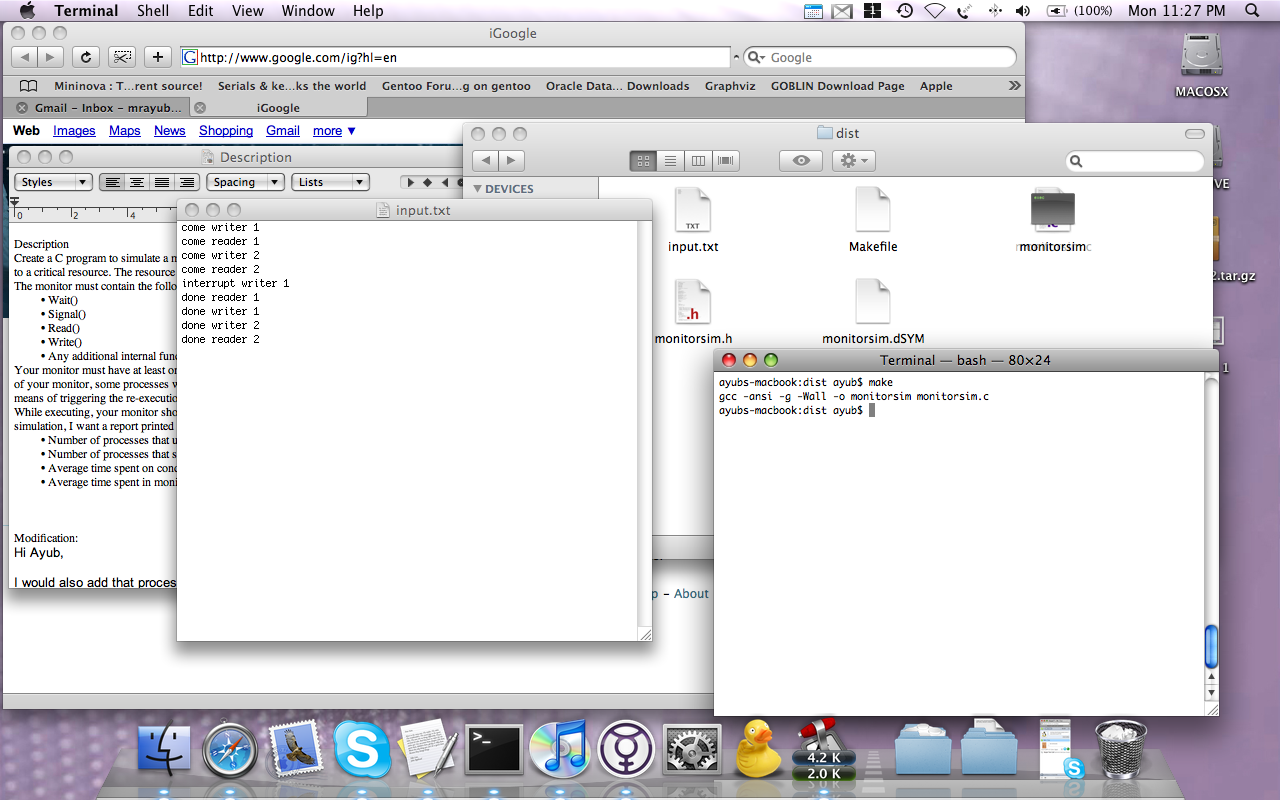 Terminal Shell Edit View Window Help (100%) Mon 11:27 PM
iGoogle
http://www.google.com/ig?hl=en
Google
Mininova : T...rent source! Serials & ke...ks the world Gentoo Foru...g on gentoo Oracle Data... Downloads Graphviz GOBLIN Download Page Apple
Gmail – Inbox – mrayub... iGoogle
Web Images Maps News Shopping Gmail more ▼
MACOSX
VE
2.tar.gz
1
Description
Styles Spacing Lists
0 2 4
Description
Create a C program to simulate a m
to a critical resource. The resource
The monitor must contain the follo
• Wait()
• Signal()
• Read()
• Write()
• Any additional internal func
Your monitor must have at least on
of your monitor, some processes w
means of triggering the re-executio
While executing, your monitor sho
simulation, I want a report printed
• Number of processes that u
• Number of processes that s
• Average time spent on cond
• Average time spent in moni
Modification:
Hi Ayub,
I would also add that proces
input.txt
come writer 1
come reader 1
come writer 2
come reader 2
interrupt writer 1
done reader 1
done writer 1
done writer 2
done reader 2
dist
DEVICES
TXT
input.txt
Makefile
monitorsim
.h
monitorsim.h
monitorsim.dSYM
p – About
Terminal — bash — 80×24
ayubs-macbook:dist ayub$ make
gcc -ansi -g -Wall -o monitorsim monitorsim.c
ayubs-macbook:dist ayub$
>_
4.2 K
2.0 K